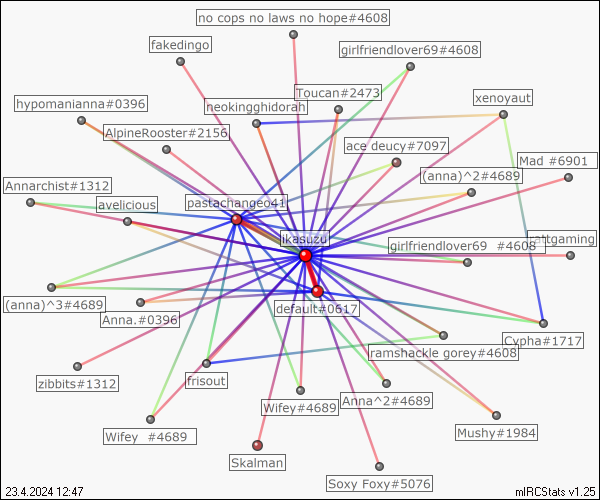 no cops no laws no hope#4608
fakedingo
girlfriendlover69#4608
Toucan#2473
xenoyaut
hypomanianna#0396
neokingghidorah
AlpineRooster#2156
ace deucy#7097
Mad #6901
(anna)^2#4689
Annarchist#1312
avelicious
pastachangeo41
ikasuzu
girlfriendlover69 #4608
rattgaming
(anna)^3#4689
Anna.#0396
default#0617
Cypha#1717
ramshackle gorey#4608
zibbits#1312
frisout
Wifey#4689
Anna^2#4689
Wifey #4689
Mushy#1984
Skalman
Soxy Foxy#5076
23.4.2024 12:47
mIRCStats v1.25